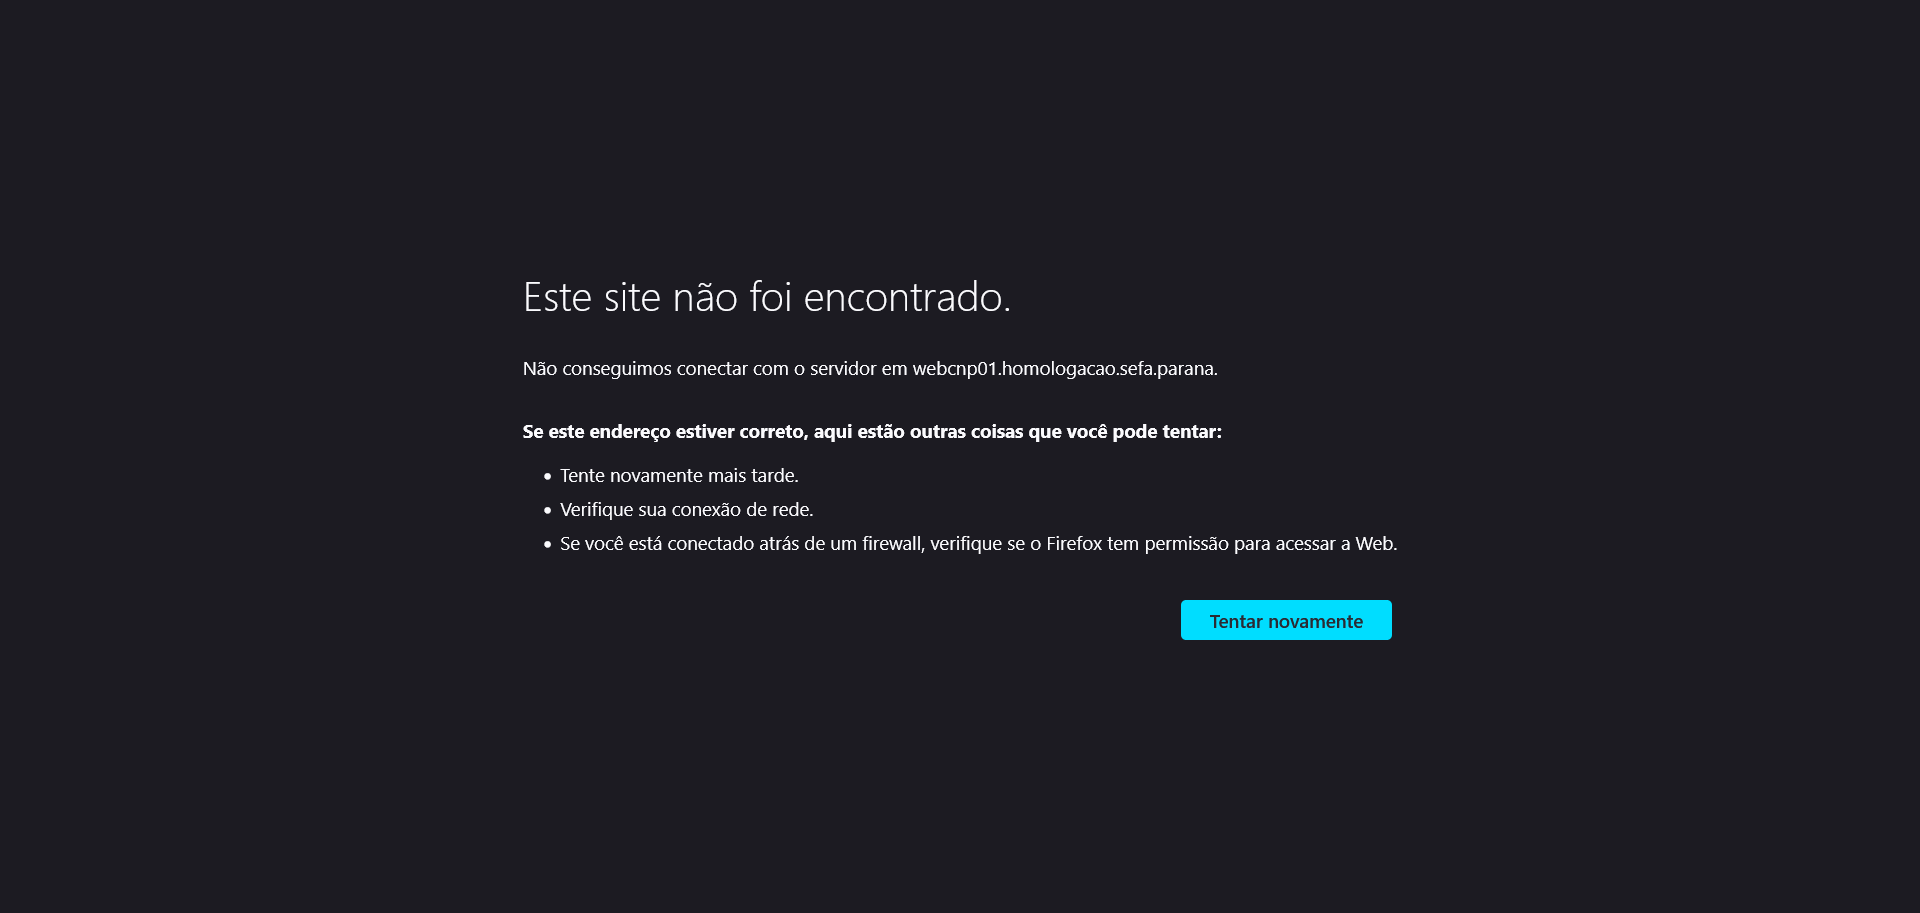 Este site não foi encontrado.
Não conseguimos conectar com o servidor em webcnp01.homologacao.sefa.parana.
Se este endereço estiver correto, aqui estão outras coisas que você pode tentar:
• Tente novamente mais tarde.
• Verifique sua conexão de rede.
• Se você está conectado atrás de um firewall, verifique se o Firefox tem permissão para acessar a Web.
Tentar novamente